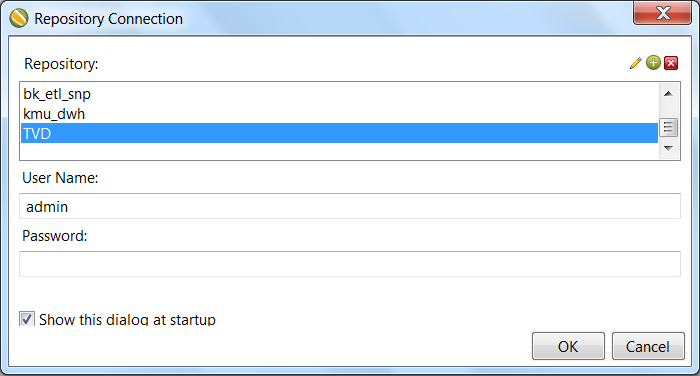 Repository Connection
Repository:
bk_etl_snp
kmu_dwh
TVD
User Name:
admin
Password:
Show this dialog at startup
OK Cancel